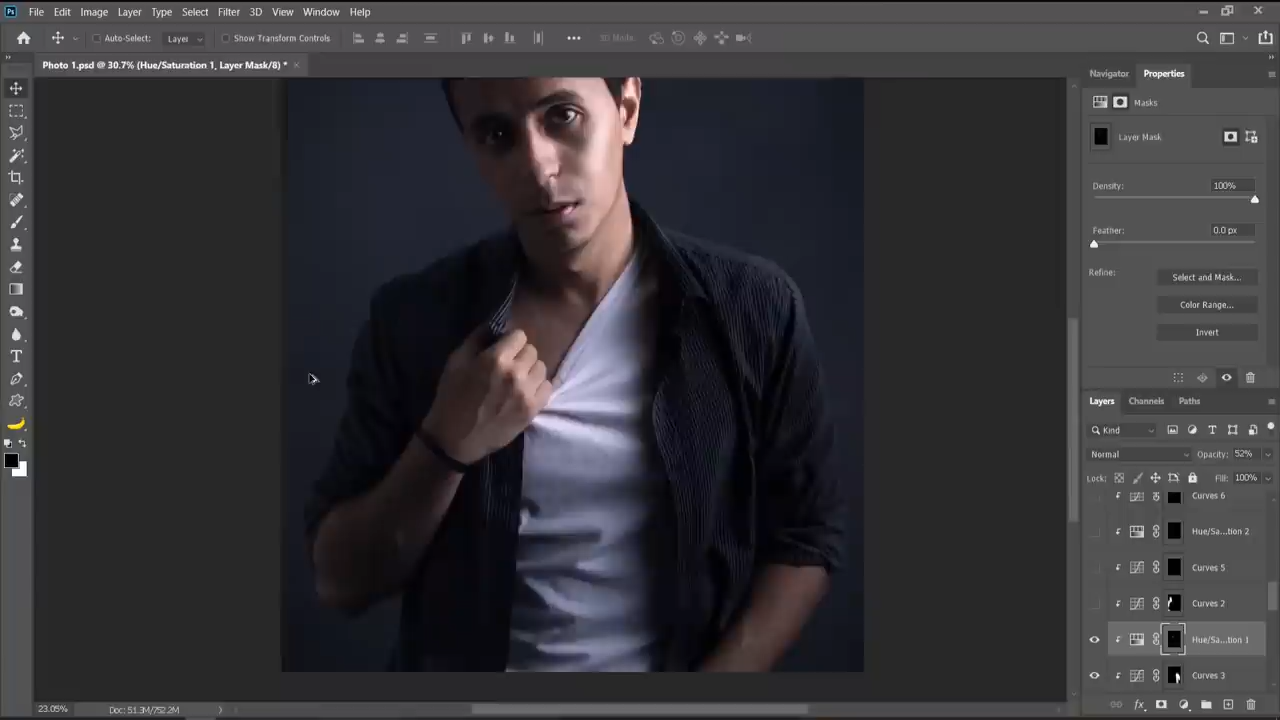 Ps File Edit Image Layer Type Select Filter 3D View Window Help
Auto-Select: Layer Show Transform Controls 3D Mode:
Photo 1.psd @ 30.7% (Hue/Saturation 1, Layer Mask/8) *
Navigator Properties
Masks
Layer Mask
Density: 100%
Feather: 0.0 px
Refine: Select and Mask...
Color Range...
Invert
Layers Channels Paths
Kind
Normal Opacity: 52%
Lock: Fill: 100%
Curves 6
Hue/Sa...tion 2
Curves 5
Curves 2
Hue/Sa...tion 1
Curves 3
23.05% Doc: 51.3M/752.2M